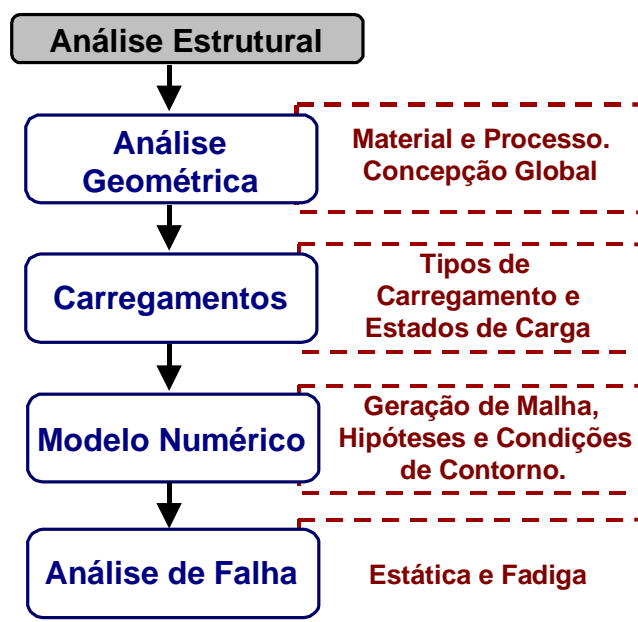 Análise Estrutural
Análise
Geométrica
Material e Processo.
Concepção Global
Carregamentos
Tipos de
Carregamento e
Estados de Carga
Modelo Numérico
Geração de Malha,
Hipóteses e Condições
de Contorno.
Análise de Falha
Estática e Fadiga